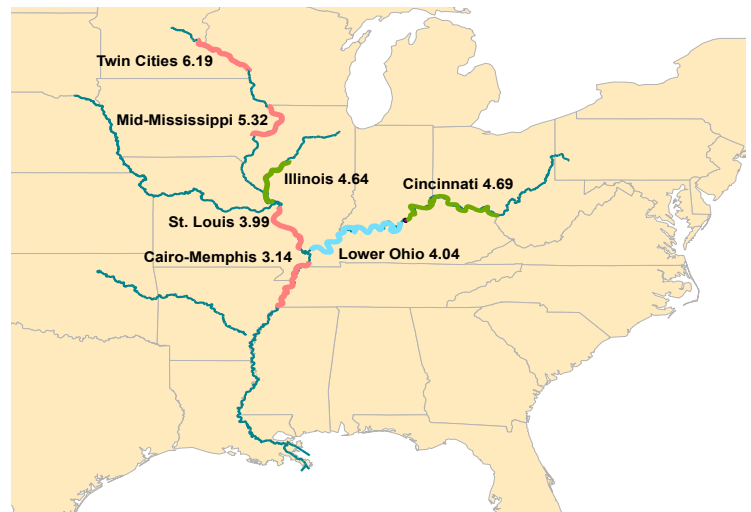 Twin Cities 6.19
Mid-Mississippi 5.32
Illinois 4.64
Cincinnati 4.69
St. Louis 3.99
Cairo-Memphis 3.14
Lower Ohio 4.04